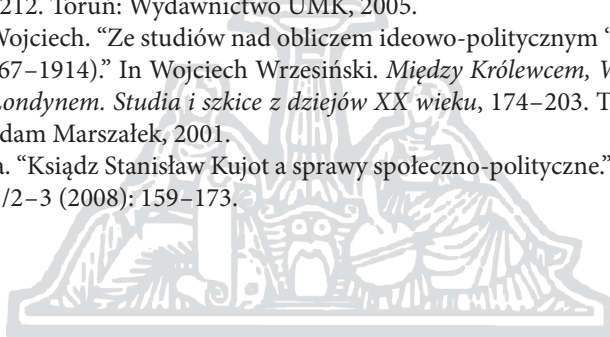 212. Toruń: Wydawnictwo UMK, 2005.
Wojciech. “Ze studiów nad obliczem ideowo-politycznym “
67–1914).” In Wojciech Wrzesiński. Między Królewcem, W
Londynem. Studia i szkice z dziejów XX wieku, 174–203. T
dam Marszałek, 2001.
a. “Ksiądz Stanisław Kujot a sprawy społeczno-polityczne.”
/2–3 (2008): 159–173.